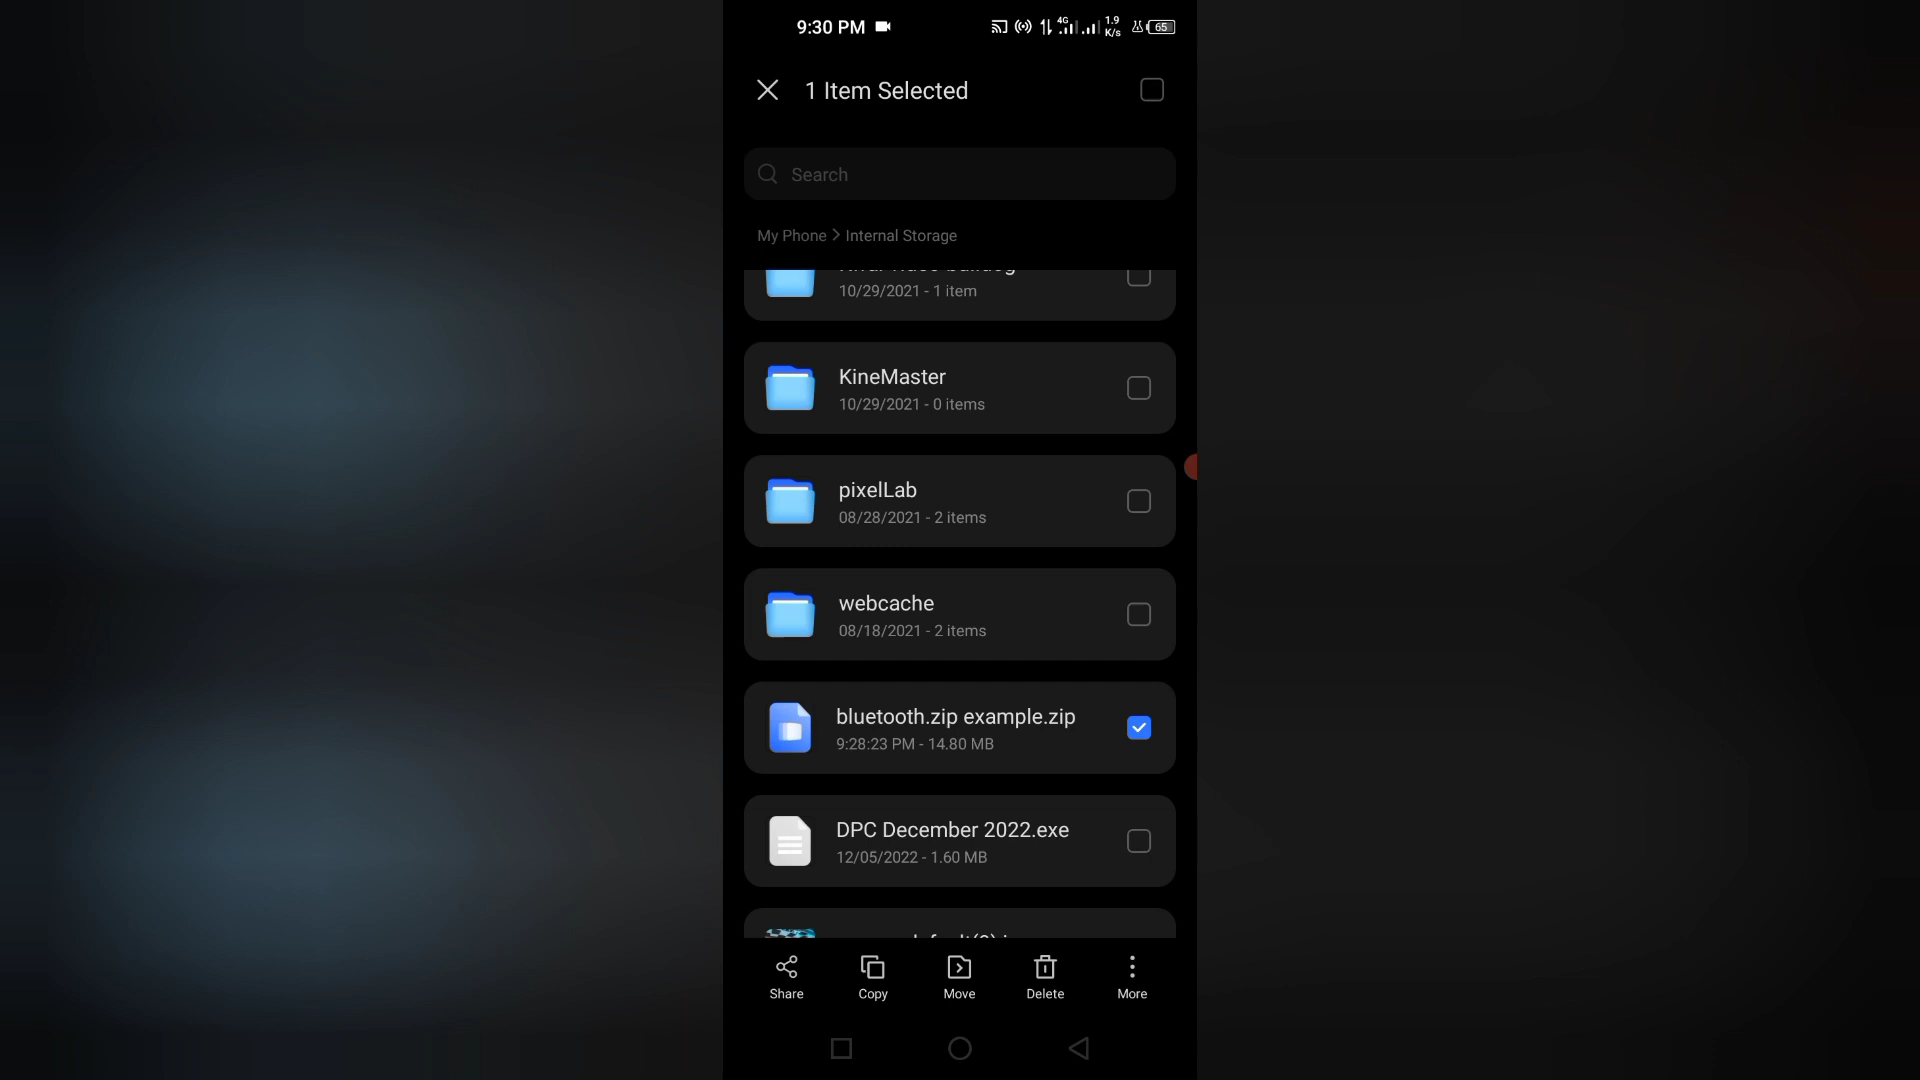 9:30 PM
4G
1.9
K/s
65
1 Item Selected
Search
My Phone > Internal Storage
10/29/2021 - 1 item
KineMaster
10/29/2021 - 0 items
pixelLab
08/28/2021 - 2 items
webcache
08/18/2021 - 2 items
bluetooth.zip example.zip
9:28:23 PM - 14.80 MB
DPC December 2022.exe
12/05/2022 - 1.60 MB
Share
Copy
Move
Delete
More